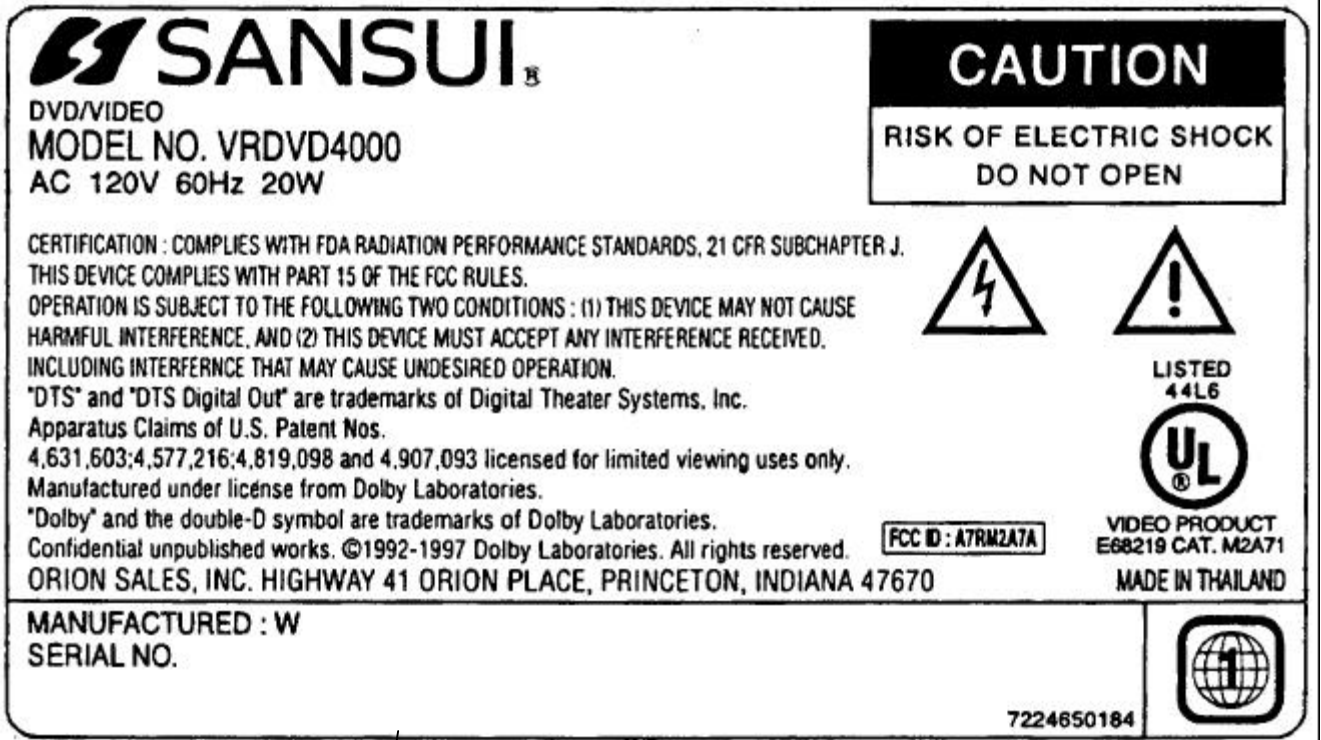 SANSUI®
DVD/VIDEO
MODEL NO. VRDVD4000
AC 120V 60Hz 20W
CAUTION
RISK OF ELECTRIC SHOCK
DO NOT OPEN
CERTIFICATION : COMPLIES WITH FDA RADIATION PERFORMANCE STANDARDS, 21 CFR SUBCHAPTER J.
THIS DEVICE COMPLIES WITH PART 15 OF THE FCC RULES.
OPERATION IS SUBJECT TO THE FOLLOWING TWO CONDITIONS : (1) THIS DEVICE MAY NOT CAUSE
HARMFUL INTERFERENCE, AND (2) THIS DEVICE MUST ACCEPT ANY INTERFERENCE RECEIVED,
INCLUDING INTERFERNCE THAT MAY CAUSE UNDESIRED OPERATION.
"DTS" and "DTS Digital Out" are trademarks of Digital Theater Systems, Inc.
Apparatus Claims of U.S. Patent Nos.
4,631,603;4,577,216;4,819,098 and 4,907,093 licensed for limited viewing uses only.
Manufactured under license from Dolby Laboratories.
"Dolby" and the double-D symbol are trademarks of Dolby Laboratories.
Confidential unpublished works. ©1992-1997 Dolby Laboratories. All rights reserved.
ORION SALES, INC. HIGHWAY 41 ORION PLACE, PRINCETON, INDIANA 47670
FCC ID : A7RM2A7A
LISTED
44L6
UL®
VIDEO PRODUCT
E68219 CAT. M2A71
MADE IN THAILAND
MANUFACTURED : W
SERIAL NO.
7224650184
1